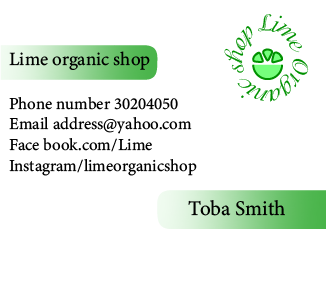 Lime Organic shop
Lime organic shop
Phone number 30204050
Email address@yahoo.com
Face book.com/Lime
Instagram/limeorganicshop
Toba Smith